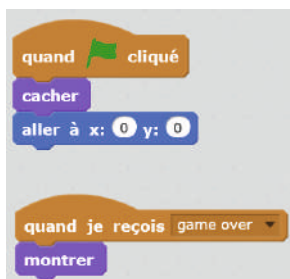 quand cliqué
cacher
aller à x: 0 y: 0
quand je reçois game over
montrer